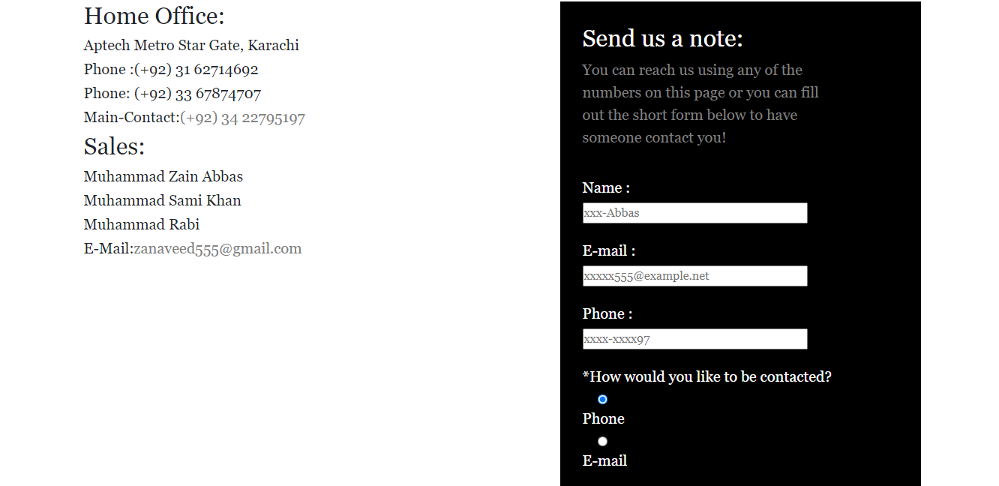 Home Office:
Aptech Metro Star Gate, Karachi
Phone :(+92) 31 62714692
Phone: (+92) 33 67874707
Main-Contact:(+92) 34 22795197
Sales:
Muhammad Zain Abbas
Muhammad Sami Khan
Muhammad Rabi
E-Mail:zanaveed555@gmail.com
Send us a note:
You can reach us using any of the
numbers on this page or you can fill
out the short form below to have
someone contact you!
Name :
xxx-Abbas
E-mail :
xxxxx555@example.net
Phone :
xxxx-xxxx97
*How would you like to be contacted?
Phone
E-mail